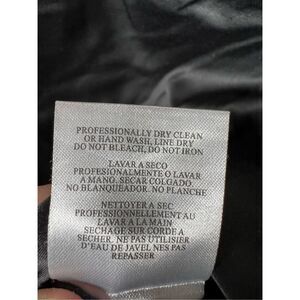 PROFESSIONALLY DRY CLEAN
OR HAND WASH, LINE DRY
DO NOT BLEACH, DO NOT IRON
LAVAR A SECO
PROFESIONALMENTE O LAVAR
A MANO. SECAR COLGADO.
NO BLANQUEADOR. NO PLANCHE
NETTOYER A SEC
PROFESSIONNELLEMENT AU
LAVAR À LA MAIN
SECHAGE SUR CORDE A
SECHER. NE PAS UTILISIER
D'EAU DE JAVEL NES PAS
REPASSER